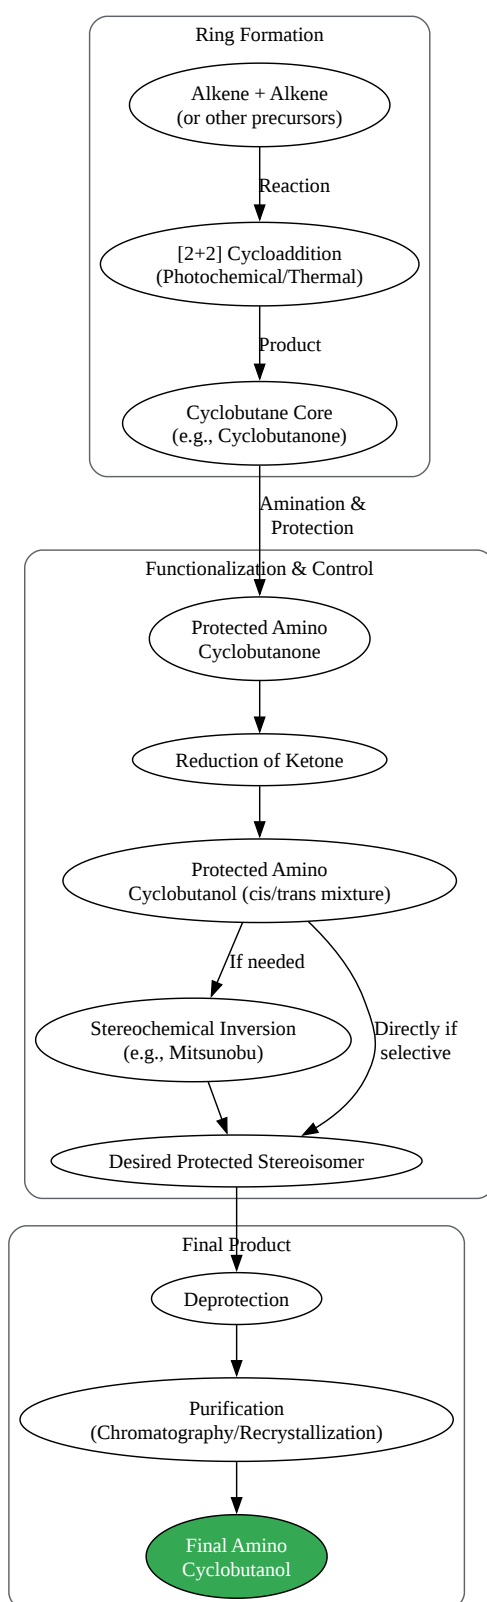 Ring Formation
Alkene + Alkene
(or other precursors)
Reaction
[2+2] Cycloaddition
(Photochemical/Thermal)
Product
Cyclobutane Core
(e.g., Cyclobutanone)
Amination &
Protection
Functionalization & Control
Protected Amino
Cyclobutanone
Reduction of Ketone
Protected Amino
Cyclobutanol (cis/trans mixture)
If needed
Stereochemical Inversion
(e.g., Mitsunobu)
Directly if
selective
Desired Protected Stereoisomer
Final Product
Deprotection
Purification
(Chromatography/Recrystallization)
Final Amino
Cyclobutanol